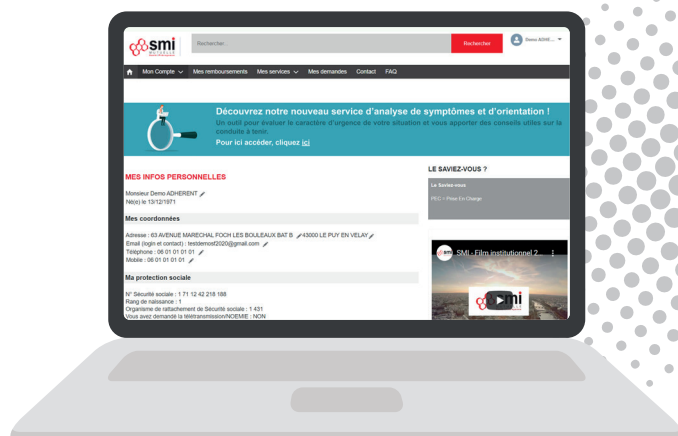 smi
MUTUELLE
Rechercher...
Rechercher
Demo ADHE...
Mon Compte
Mes remboursements
Mes services
Mes demandes
Contact
FAQ
Découvrez notre nouveau service d'analyse de symptômes et d'orientation !
Un outil pour évaluer le caractère d'urgence de votre situation et vous apporter des conseils utiles sur la
conduite à tenir.
Pour ici accéder, cliquez ici
MES INFOS PERSONNELLES
Monsieur Demo ADHERENT
Né(e) le 13/12/1971
Mes coordonnées
Adresse : 63 AVENUE MARECHAL FOCH LES BOULEAUX BAT B 43000 LE PUY EN VELAY
Email (login et contact) : testdemosf2020@gmail.com
Téléphone : 06 01 01 01 01
Mobile : 06 01 01 01 01
Ma protection sociale
N° Sécurité sociale : 1 71 12 42 218 188
Rang de naissance : 1
Organisme de rattachement de Sécurité sociale : 1 431
Vous avez demandé la télétransmission/NOEMIE : NON
LE SAVIEZ-VOUS ?
Le Saviez-vous
PEC = Prise En Charge
smi
SMI - Film institutionnel 2...
smi